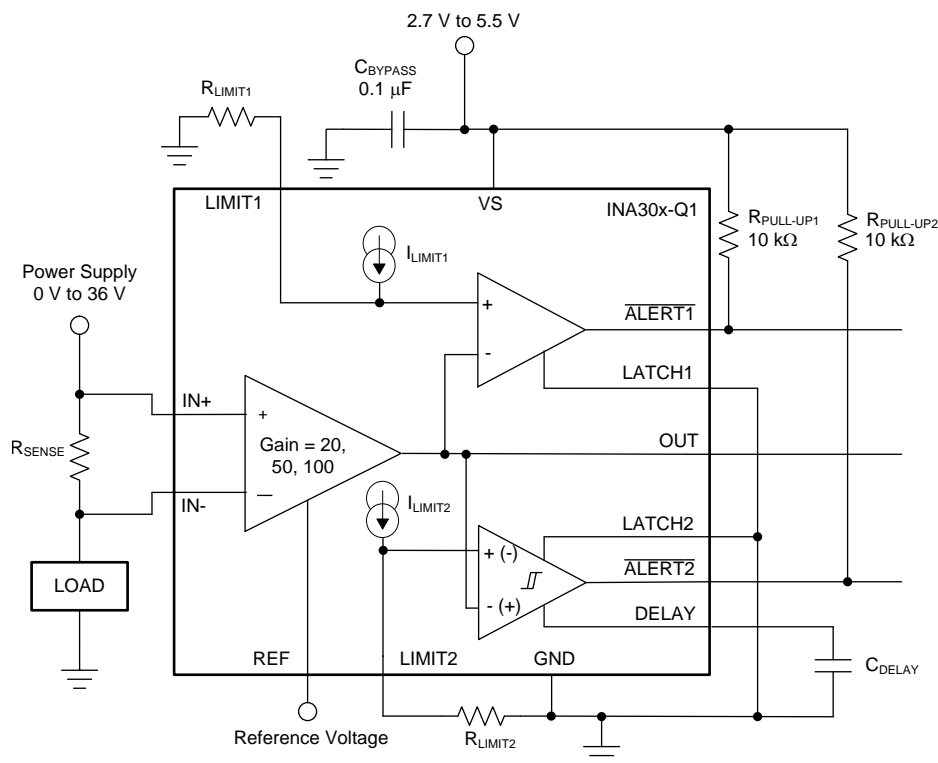 2.7 V to 5.5 V
CBYPASS
0.1 μF
RLIMIT1
LIMIT1
VS
INA30x-Q1
RPULL-UP1
10 kΩ
RPULL-UP2
10 kΩ
ILIMIT1
Power Supply
0 V to 36 V
+
-
ALERT1
LATCH1
IN+
+
RSENSE
Gain = 20,
50, 100
OUT
IN-
−
ILIMIT2
LATCH2
+ (-)
ALERT2
- (+)
LOAD
DELAY
REF
LIMIT2
GND
CDELAY
Reference Voltage
RLIMIT2